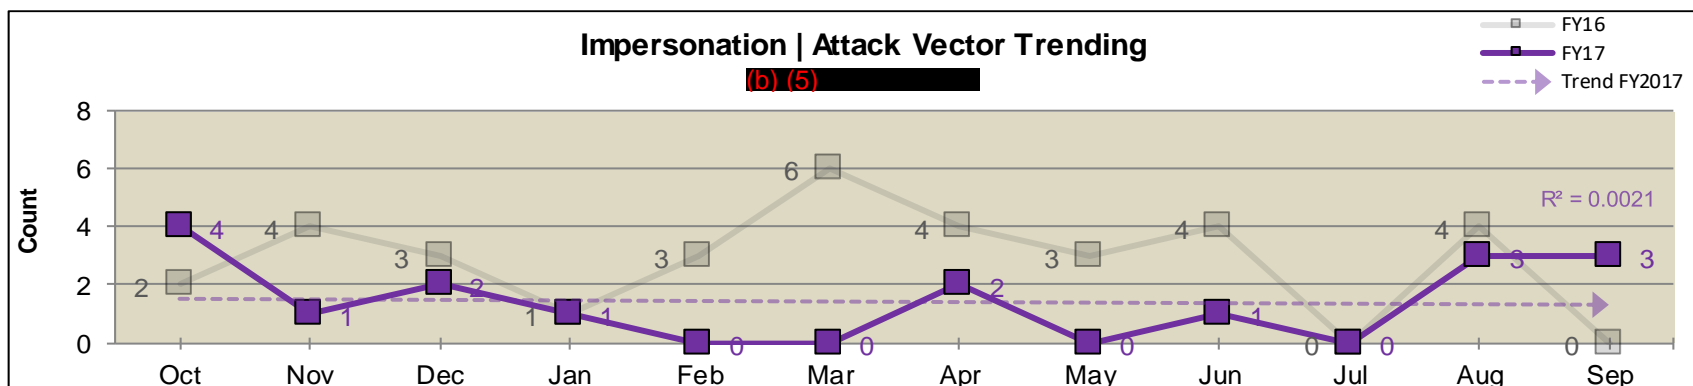 Impersonation | Attack Vector Trending
(b) (5)
FY16
FY17
Trend FY2017
Count
8
6
4
2
0
R² = 0.0021
2 4 3 1 3 6 4 3 4 0 4 0
4 1 2 1 0 0 2 0 1 0 3 3
Oct Nov Dec Jan Feb Mar Apr May Jun Jul Aug Sep